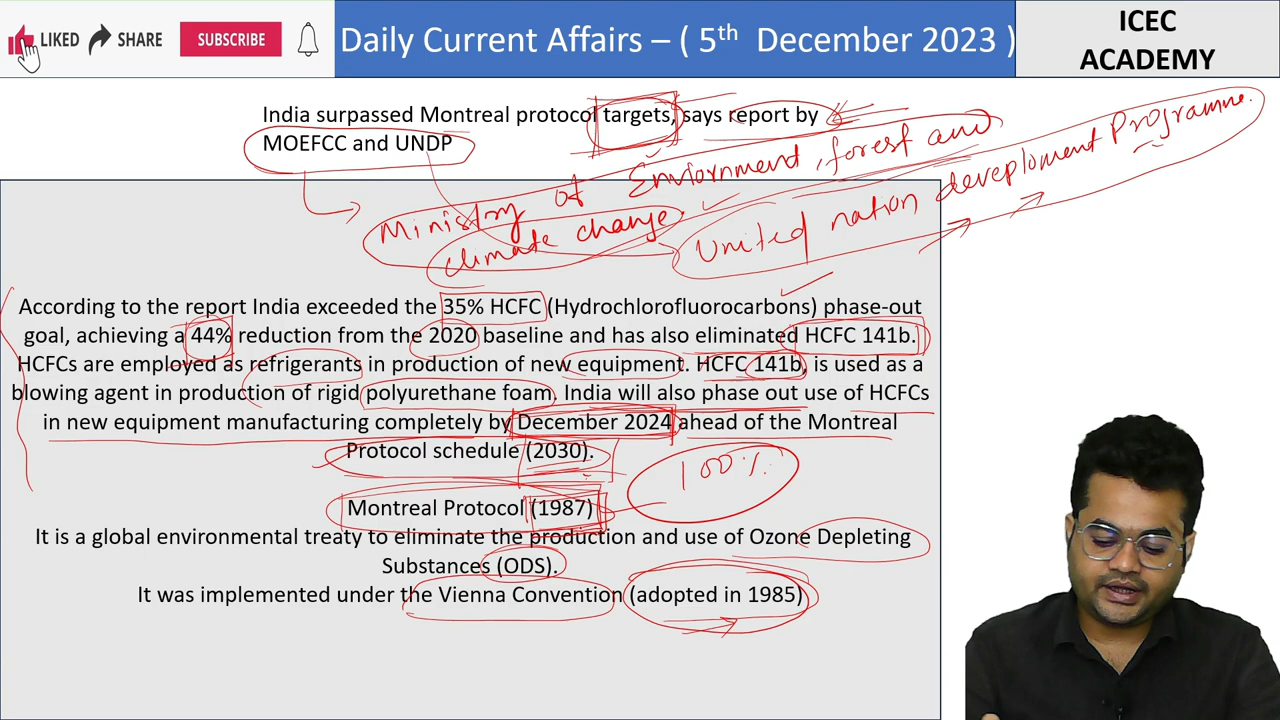 LIKED SHARE SUBSCRIBE
Daily Current Affairs – ( 5th December 2023 )
ICEC
ACADEMY
India surpassed Montreal protocol targets, says report by
MOEFCC and UNDP
Ministry of Enviornment, forest and
climate change.
United nation deveploment Programme.
According to the report India exceeded the 35% HCFC (Hydrochlorofluorocarbons) phase-out
goal, achieving a 44% reduction from the 2020 baseline and has also eliminated HCFC 141b.
HCFCs are employed as refrigerants in production of new equipment. HCFC 141b, is used as a
blowing agent in production of rigid polyurethane foam. India will also phase out use of HCFCs
in new equipment manufacturing completely by December 2024 ahead of the Montreal
Protocol schedule (2030).
100%
Montreal Protocol (1987)
It is a global environmental treaty to eliminate the production and use of Ozone Depleting
Substances (ODS).
It was implemented under the Vienna Convention (adopted in 1985)